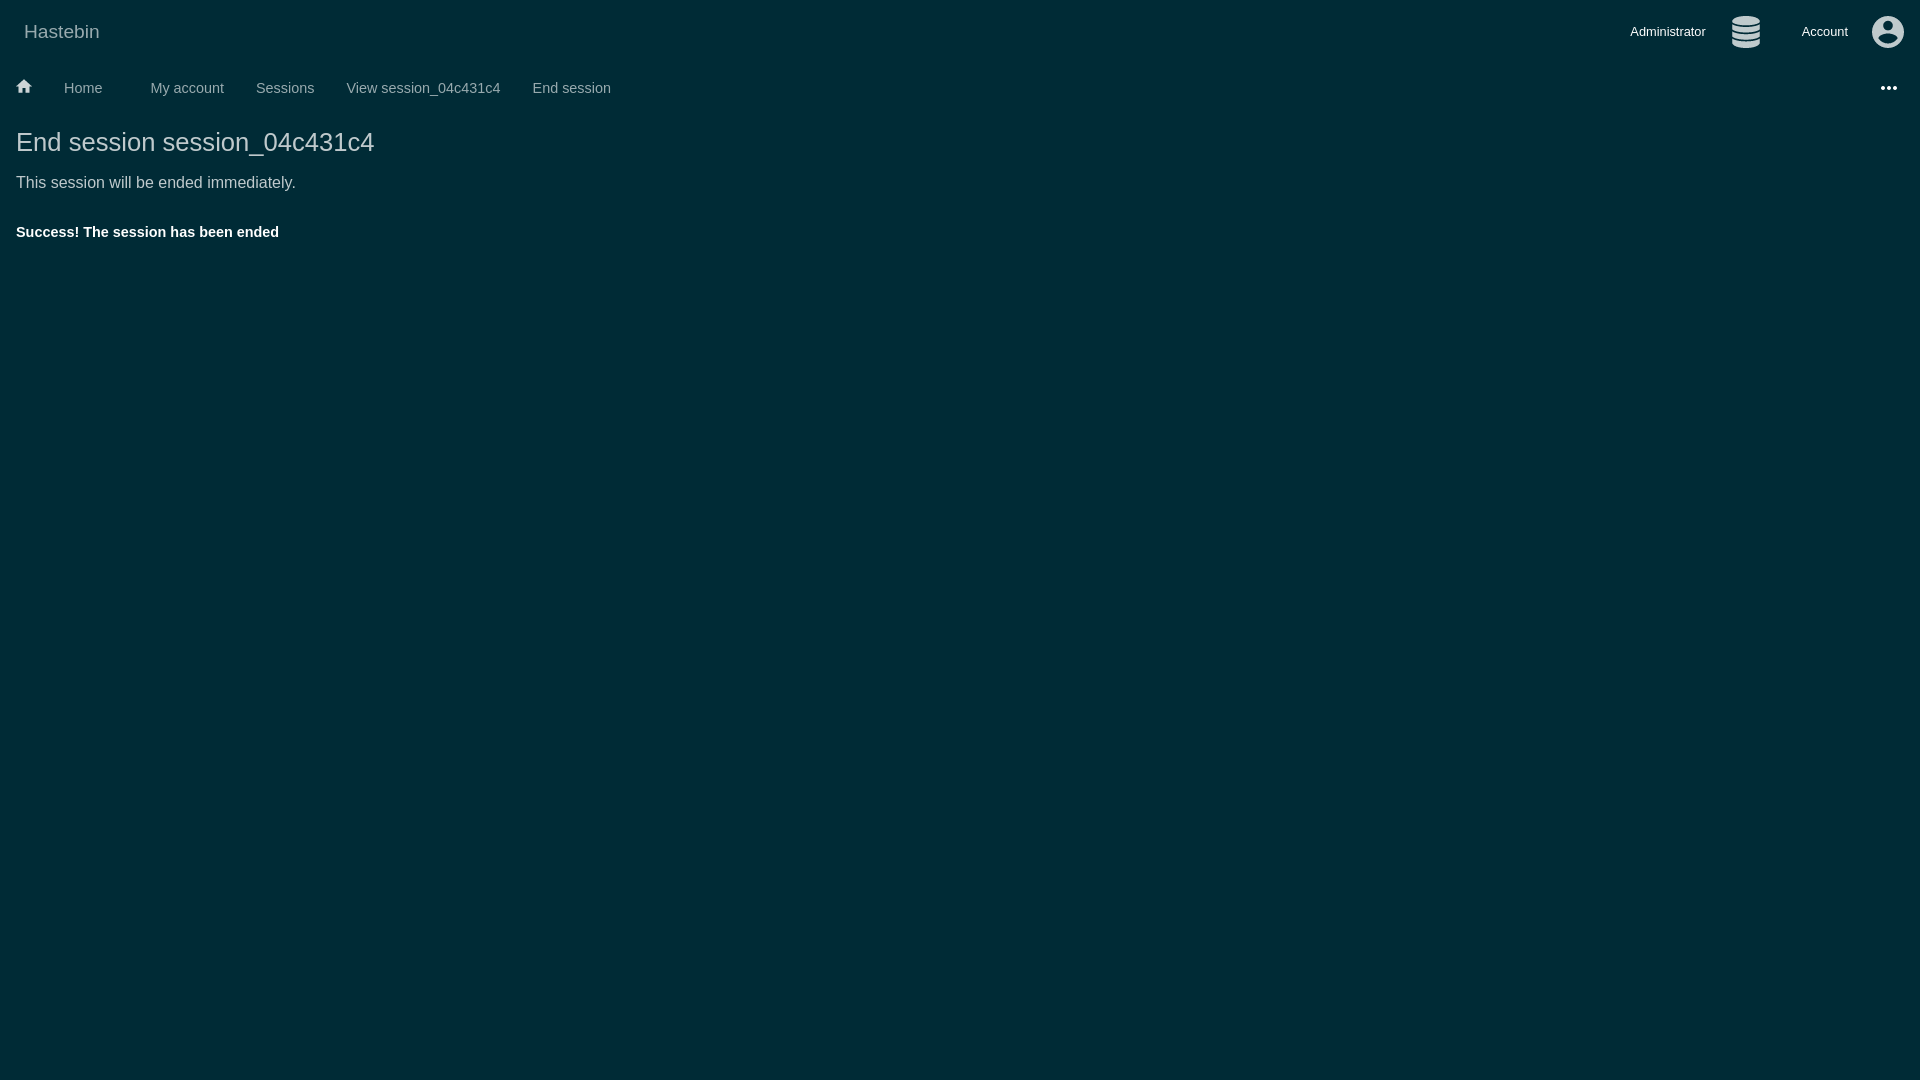 Hastebin
Administrator
Account
Home
My account
Sessions
View session_04c431c4
End session
End session session_04c431c4
This session will be ended immediately.
Success! The session has been ended